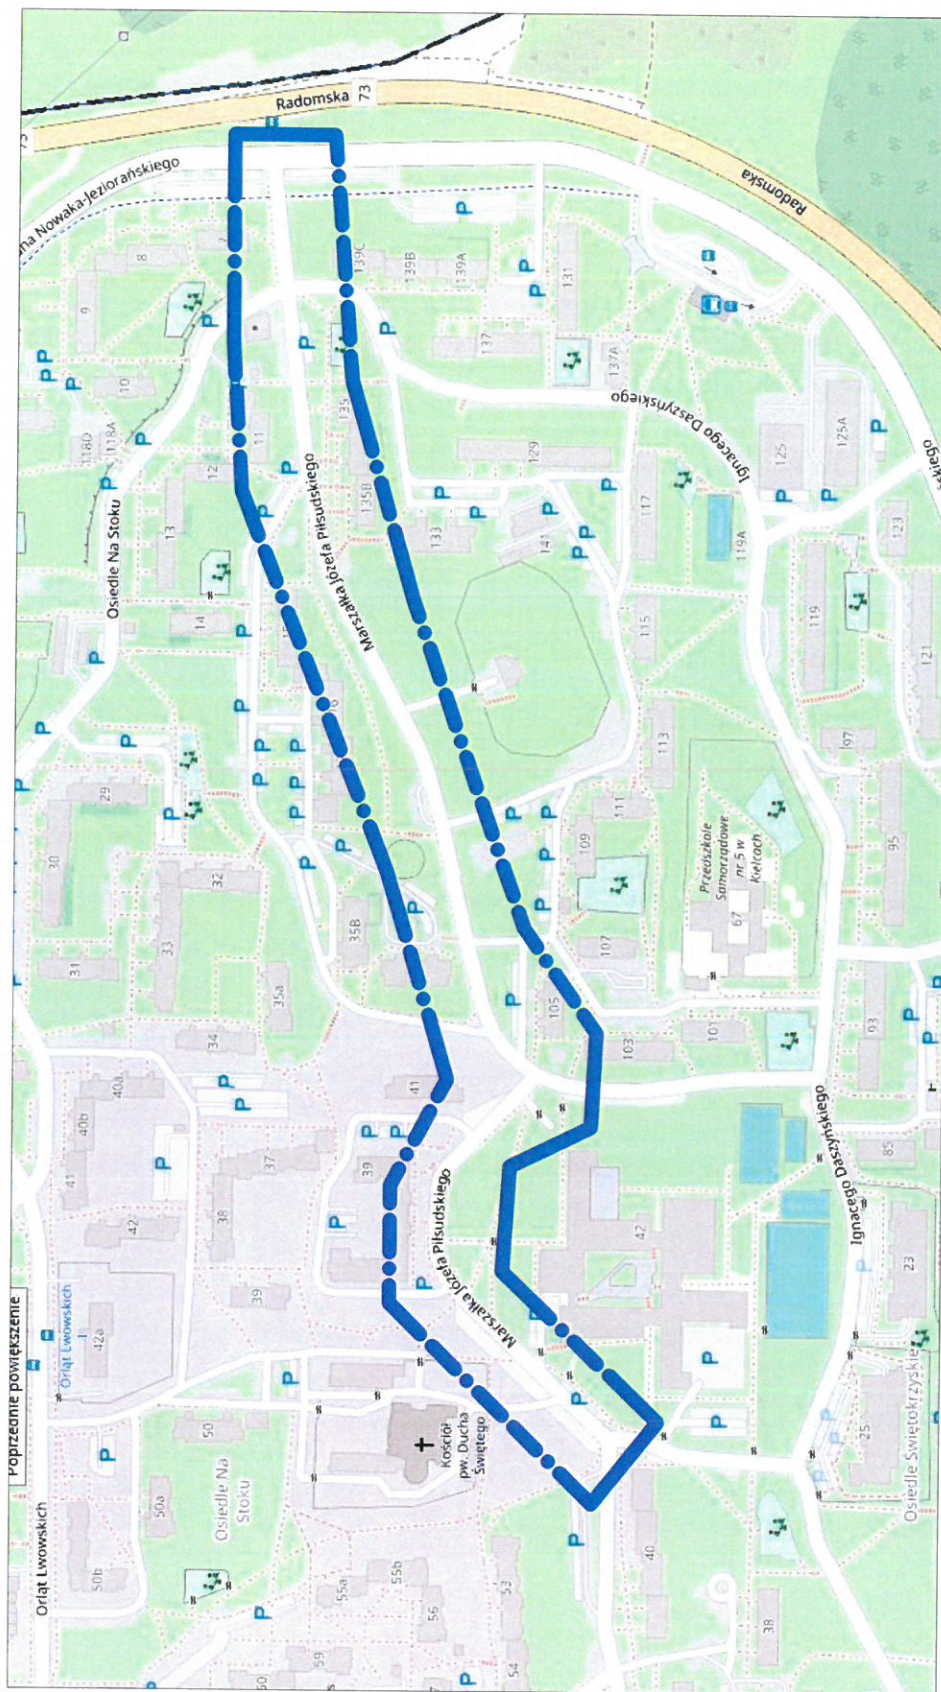 Poprzednie powiększenie
Orląt Lwowskich
Orląt Lwowskich
42a
50
50a
50b
Osiedle Na
Stoku
55a
55b
56
59
53
54
Kościół
pw. Ducha
Świętego
40
38
39
38
37
42
41
40b
40a
34
35a
39
41
31
33
32
30
29
35B
Marszałka Józefa Piłsudskiego
Marszałka Józefa Piłsudskiego
Marszałka Józefa Piłsudskiego
42
25
23
Osiedle Świętokrzyskie
85
Ignacego Daszyńskiego
93
95
97
103
101
105
107
109
111
113
115
117
Przedszkole
Samorządowe
nr 5 w
Kielcach
67
119
121
123
119A
125
125A
Ignacego Daszyńskiego
141
133
129
135B
135
137
137A
131
139C
139B
139A
14
13
12
11
10
9
8
7
118D
118A
Osiedle Na Stoku
Radomska
73
Radomska